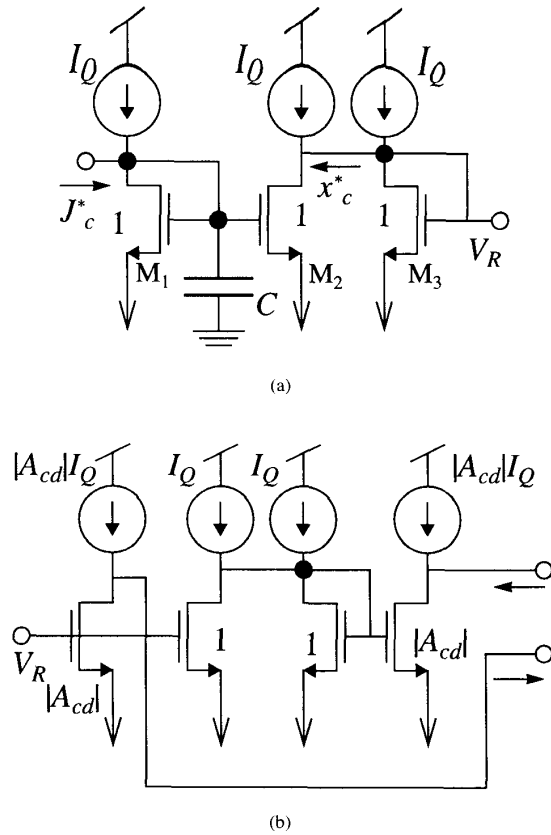 I_Q I_Q I_Q
J*_c 1 1 x*_c 1
V_R
M_1 M_2 M_3
C
(a)
|A_cd|I_Q I_Q I_Q |A_cd|I_Q
1 1 |A_cd|
V_R
|A_cd|
(b)